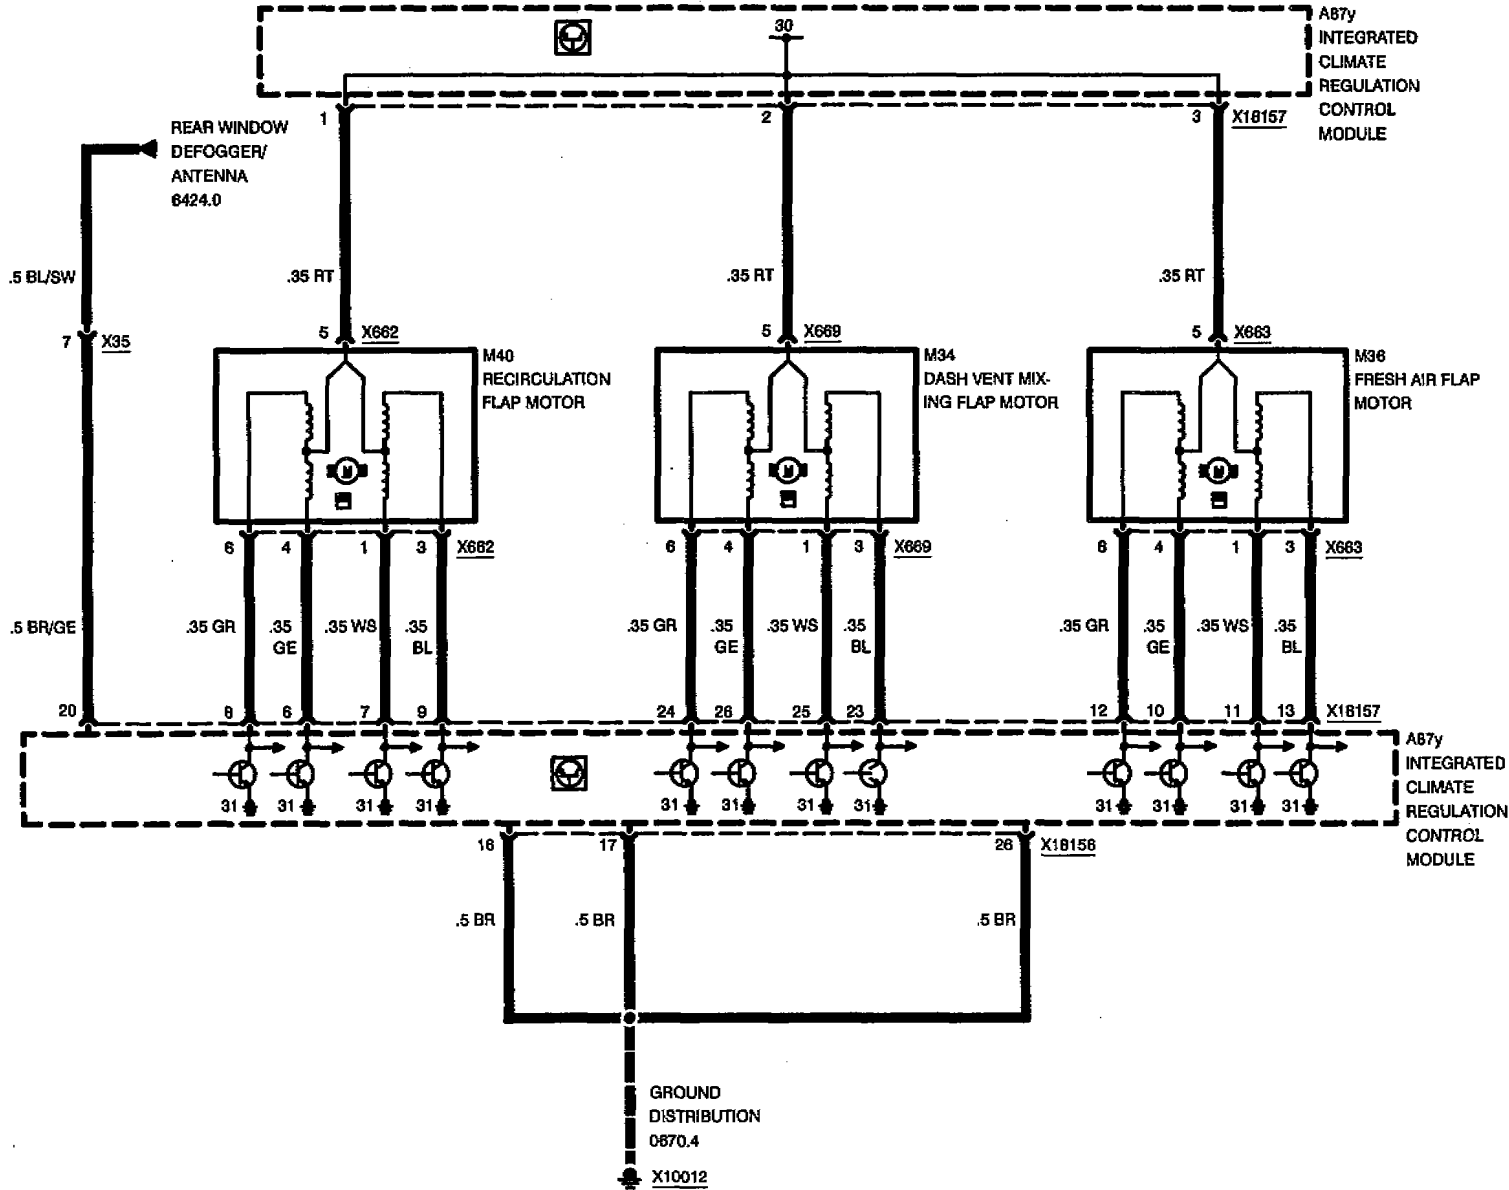 30
A87y
INTEGRATED
CLIMATE
REGULATION
CONTROL
MODULE
1
2
3 X18157
REAR WINDOW
DEFOGGER/
ANTENNA
6424.0
.5 BL/SW
.35 RT
.35 RT
.35 RT
7 X35
5 X662
5 X669
5 X663
M40
RECIRCULATION
FLAP MOTOR
M34
DASH VENT MIX-
ING FLAP MOTOR
M36
FRESH AIR FLAP
MOTOR
M
M
M
6 4 1 3 X662
6 4 1 3 X669
6 4 1 3 X663
.5 BR/GE
.35 GR
.35
GE
.35 WS
.35
BL
.35 GR
.35
GE
.35 WS
.35
BL
.35 GR
.35
GE
.35 WS
.35
BL
20
8 6 7 9
24 26 25 23
12 10 11 13 X18157
A87y
INTEGRATED
CLIMATE
REGULATION
CONTROL
MODULE
31 31 31 31
31 31 31 31
31 31 31 31
16 17 26 X18156
.5 BR
.5 BR
.5 BR
GROUND
DISTRIBUTION
0670.4
X10012